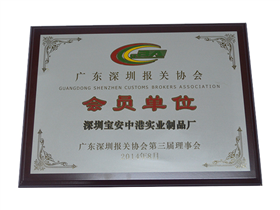 广东深圳报关协会
GUANGDONG SHENZHEN CUSTOMS BROKERS ASSOCIATION
会员单位
深圳宝安中港实业制品厂
广东深圳报关协会第三届理事会